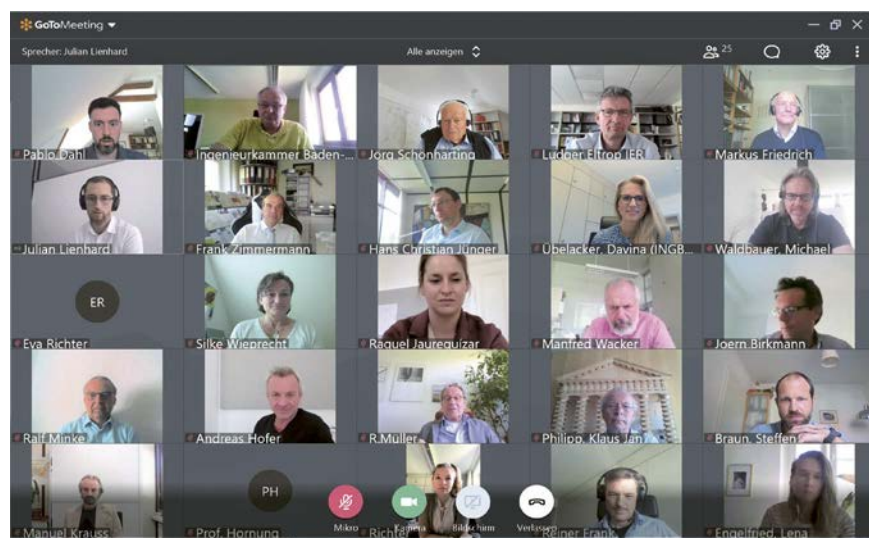 GoToMeeting
Sprecher: Julian Lienhard
Alle anzeigen
25
Pablo Dahl
Ingenieurkammer Baden-...
Jörg Schönharting
Ludger Eltrop IER
Markus Friedrich
Julian Lienhard
Frank Zimmermann
Hans Christian Jünger
Übelacker, Davina (INGB...
Waldbauer, Michael
ER
Eva Richter
Silke Wieprecht
Raquel Jaureguizar
Manfred Wacker
Joern.Birkmann
Ralf Minke
Andreas Hofer
R.Müller
Philipp, Klaus Jan
Braun, Steffen
Manuel Krauss
PH
Prof. Hornung
Richter
Reiner Frank
Engelfried, Lena
Mikro
Kamera
Bildschirm
Verlassen